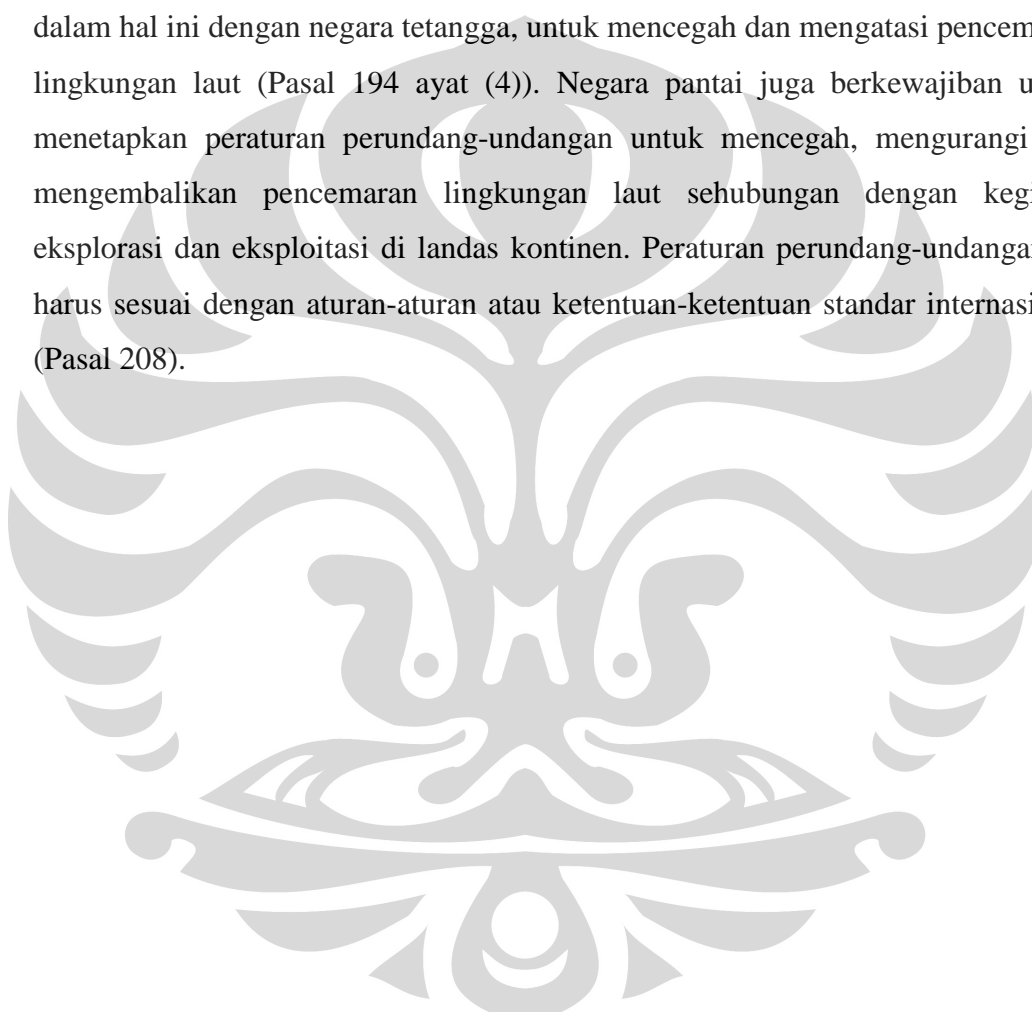 dalam hal ini dengan negara tetangga, untuk mencegah dan mengatasi pencem
lingkungan laut (Pasal 194 ayat (4)). Negara pantai juga berkewajiban u
menetapkan peraturan perundang-undangan untuk mencegah, mengurangi
mengembalikan pencemaran lingkungan laut sehubungan dengan kegi
eksplorasi dan eksploitasi di landas kontinen. Peraturan perundang-undangan
harus sesuai dengan aturan-aturan atau ketentuan-ketentuan standar internasi
(Pasal 208).